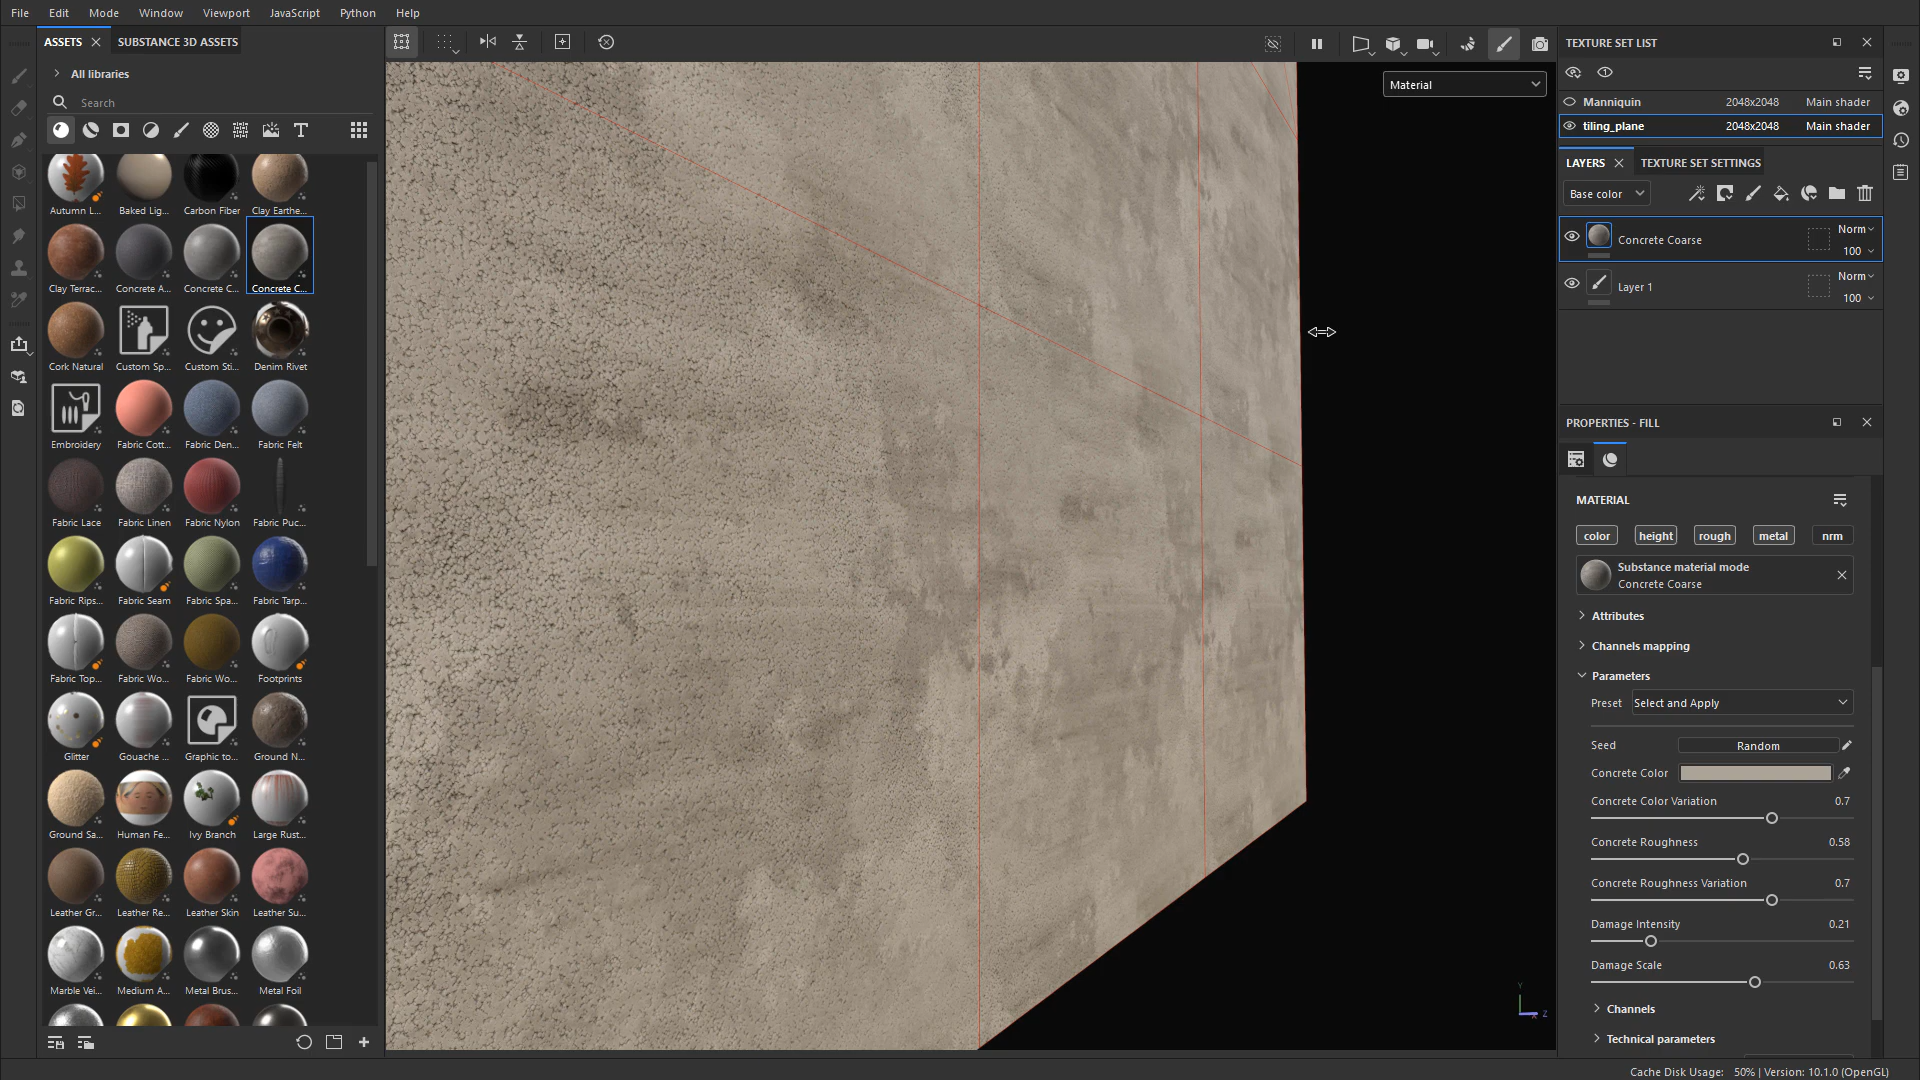 File Edit Mode Window Viewport JavaScript Python Help
ASSETS SUBSTANCE 3D ASSETS
All libraries
Search
Autumn L... Baked Lig... Carbon Fiber Clay Earthe...
Clay Terrac... Concrete A... Concrete C... Concrete C...
Cork Natural Custom Sp... Custom Sti... Denim Rivet
Embroidery Fabric Cott... Fabric Den... Fabric Felt
Fabric Lace Fabric Linen Fabric Nylon Fabric Puc...
Fabric Rips... Fabric Seam Fabric Spa... Fabric Tarp...
Fabric Top... Fabric Wo... Fabric Wo... Footprints
Glitter Gouache ... Graphic to... Ground N...
Ground Sa... Human Fe... Ivy Branch Large Rust...
Leather Gr... Leather Re... Leather Skin Leather Su...
Marble Vei... Medium A... Metal Brus... Metal Foil
Material
Y
Z
TEXTURE SET LIST
Mannequin 2048x2048 Main shader
tiling_plane 2048x2048 Main shader
LAYERS TEXTURE SET SETTINGS
Base color
Concrete Coarse Norm 100
Layer 1 Norm 100
PROPERTIES - FILL
MATERIAL
color height rough metal nrm
Substance material mode
Concrete Coarse
Attributes
Channels mapping
Parameters
Preset Select and Apply
Seed Random
Concrete Color
Concrete Color Variation 0.7
Concrete Roughness 0.58
Concrete Roughness Variation 0.7
Damage Intensity 0.21
Damage Scale 0.63
Channels
Technical parameters
Cache Disk Usage: 50% | Version: 10.1.0 (OpenGL)